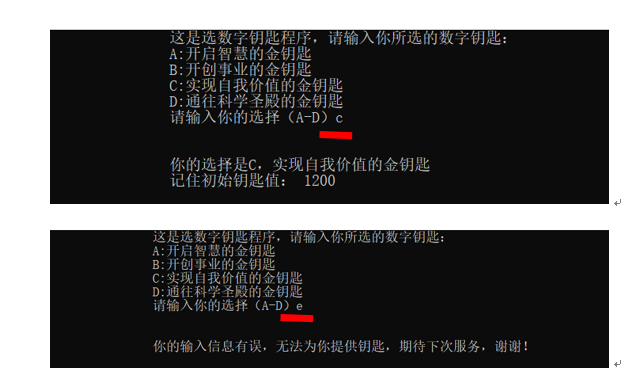 这是选数字钥匙程序，请输入你所选的数字钥匙：
A:开启智慧的金钥匙
B:开创事业的金钥匙
C:实现自我价值的金钥匙
D:通往科学圣殿的金钥匙
请输入你的选择（A-D）c
你的选择是C，实现自我价值的金钥匙
记住初始钥匙值： 1200
这是选数字钥匙程序，请输入你所选的数字钥匙：
A:开启智慧的金钥匙
B:开创事业的金钥匙
C:实现自我价值的金钥匙
D:通往科学圣殿的金钥匙
请输入你的选择（A-D）e
你的输入信息有误，无法为你提供钥匙，期待下次服务，谢谢！